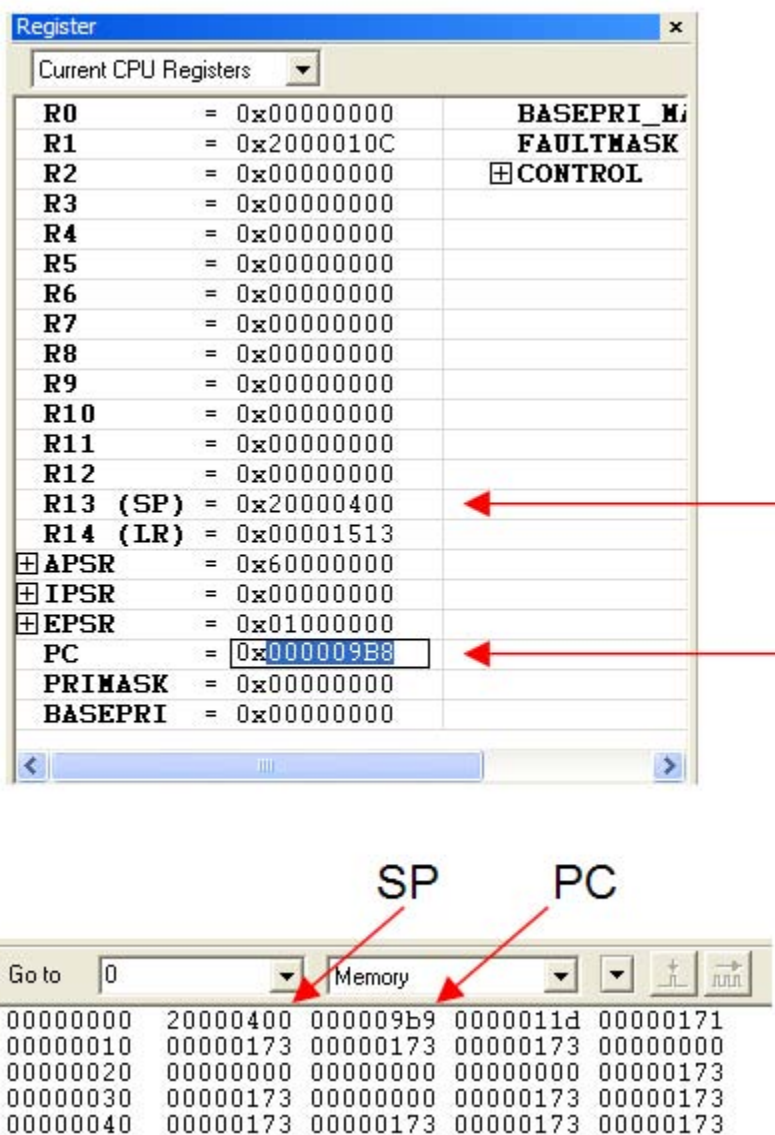 Register
Current CPU Registers
R0 = 0x00000000 BASEPRI_MA
R1 = 0x2000010C FAULTMASK
R2 = 0x00000000 CONTROL
R3 = 0x00000000
R4 = 0x00000000
R5 = 0x00000000
R6 = 0x00000000
R7 = 0x00000000
R8 = 0x00000000
R9 = 0x00000000
R10 = 0x00000000
R11 = 0x00000000
R12 = 0x00000000
R13 (SP) = 0x20000400
R14 (LR) = 0x00001513
APSR = 0x60000000
IPSR = 0x00000000
EPSR = 0x01000000
PC = 0x000009B8
PRIMASK = 0x00000000
BASEPRI = 0x00000000
SP PC
Go to 0 Memory
00000000 20000400 000009b9 0000011d 00000171
00000010 00000173 00000173 00000173 00000000
00000020 00000000 00000000 00000000 00000173
00000030 00000173 00000000 00000173 00000173
00000040 00000173 00000173 00000173 00000173